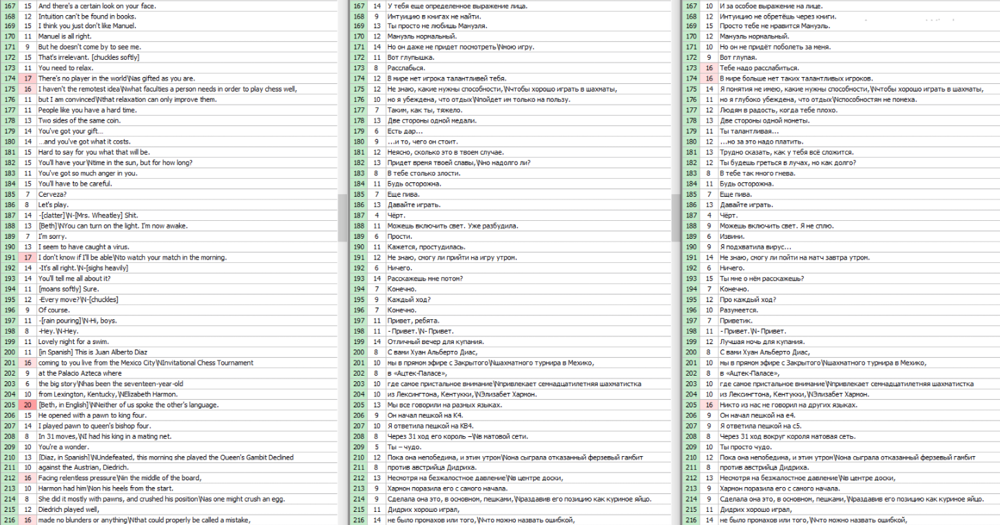 167 15 And there's a certain look on your face.
168 12 Intuition can't be found in books.
169 15 I think you just don't like Manuel.
170 11 Manuel is all right.
171 9 But he doesn't come by to see me.
172 15 That's irrelevant. [chuckles softly]
173 11 You need to relax.
174 17 There's no player in the world\Nas gifted as you are.
175 16 I haven't the remotest idea\Nwhat faculties a person needs in order to play chess well,
176 11 but I am convinced\Nthat relaxation can only improve them.
177 11 People like you have a hard time.
178 13 Two sides of the same coin.
179 14 You've got your gift...
180 14 ...and you've got what it costs.
181 15 Hard to say for you what that will be.
182 15 You'll have your\Ntime in the sun, but for how long?
183 11 You've got so much anger in you.
184 15 You'll have to be careful.
185 7 Cerveza?
186 8 Let's play.
187 14 -[clatter]\N-[Mrs. Wheatley] Shit.
188 13 [Beth]\NYou can turn on the light. I'm now awake.
189 7 I'm sorry.
190 13 I seem to have caught a virus.
191 17 I don't know if I'll be able\Nto watch your match in the morning.
192 14 -It's all right.\N-[sighs heavily]
193 14 You'll tell me all about it?
194 11 [moans softly] Sure.
195 12 -Every move?\N-[chuckles]
196 9 Of course.
197 11 -[rain pouring]\N-Hi, boys.
198 8 -Hey.\N-Hey.
199 11 Lovely night for a swim.
200 11 [in Spanish] This is Juan Alberto Diaz
201 16 coming to you live from the Mexico City\NInvitational Chess Tournament
202 9 at the Palacio Azteca where
203 6 the big story\Nhas been the seventeen-year-old
204 10 from Lexington, Kentucky,\NElizabeth Harmon.
205 20 [Beth, in English]\NNeither of us spoke the other's language.
206 15 He opened with a pawn to king four.
207 14 I played pawn to queen's bishop four.
208 8 In 31 moves,\NI had his king in a mating net.
209 10 You're a wonder.
210 13 [Diaz, in Spanish]\NUndefeated, this morning she played the Queen's Gambit Declined
211 10 against the Austrian, Diedrich.
212 16 Facing relentless pressure\Nin the middle of the board,
213 10 Harmon had him\Non his heels from the start.
214 8 She did it mostly with pawns, and crushed his position\Nas one might crush an egg.
215 12 Diedrich played well,
216 16 made no blunders or anything\Nthat could properly be called a mistake,
167 14 У тебя еще определенное выражение лица.
168 9 Интуицию в книгах не найти.
169 13 Ты просто не любишь Мануэля.
170 12 Мануэль нормальный.
171 14 Но он даже не придет посмотреть\Nмою игру.
172 11 Вот глупышка.
173 8 Расслабься.
174 12 В мире нет игрока талантливей тебя.
175 12 Не знаю, какие нужны способности,\Nчтобы хорошо играть в шахматы,
176 10 но я убеждена, что отдых\Nпойдет им только на пользу.
177 7 Таким, как ты, тяжело.
178 13 Две стороны одной медали.
179 6 Есть дар...
180 9 ...и то, чего он стоит.
181 12 Неясно, сколько это в твоем случае.
182 13 Придет время твоей славы,\Nно надолго ли?
183 8 В тебе столько злости.
184 11 Будь осторожна.
185 7 Еще пива.
186 13 Давайте играть.
187 4 Чёрт.
188 11 Можешь включить свет. Уже разбудила.
189 6 Прости.
190 11 Кажется, простудилась.
191 12 Не знаю, смогу ли прийти на игру утром.
192 6 Ничего.
193 14 Расскажешь мне потом?
194 7 Конечно.
195 9 Каждый ход?
196 7 Конечно.
197 11 Привет, ребята.
198 11 - Привет.\N- Привет.
199 14 Отличный вечер для купания.
200 8 С вами Хуан Альберто Диас,
201 10 мы в прямом эфире с Закрытого\Nшахматного турнира в Мехико,
202 8 в «Ацтек-Паласе»,
203 10 где самое пристальное внимание\Nпривлекает семнадцатилетняя шахматистка
204 10 из Лексингтона, Кентукки,\NЭлизабет Хармон.
205 13 Мы все говорили на разных языках.
206 9 Он начал пешкой на К4.
207 10 Я ответила пешкой на КВ4.
208 8 Через 31 ход его король –\Nв матовой сети.
209 5 Ты – чудо.
210 12 Пока она непобедима, и этим утром\Nона сыграла отказанный ферзевый гамбит
211 8 против австрийца Дидриха.
212 13 Несмотря на безжалостное давление\Nв центре доски,
213 9 Хармон поразила его с самого начала.
214 9 Сделала она это, в основном, пешками,\Nраздавив его позицию как куриное яйцо.
215 11 Дидрих хорошо играл,
216 14 не было промахов или того,\Nчто можно назвать ошибкой,
167 10 И за особое выражение на лице.
168 12 Интуицию не обретёшь через книги.
169 15 Просто тебе не нравится Мануэль.
170 12 Мануэль нормальный.
171 10 Но он не придёт поболеть за меня.
172 9 Вот глупая.
173 16 Тебе надо расслабиться.
174 16 В мире больше нет таких талантливых игроков.
175 14 Я понятия не имею, какие нужны способности,\Nчтобы хорошо играть в шахматы,
176 11 но я глубоко убеждена, что отдых\Nспособностям не помеха.
177 12 Людям в радость, когда тебе плохо.
178 13 Две стороны одной монеты.
179 11 Ты талантливая...
180 12 ...но за это надо платить.
181 13 Трудно сказать, как у тебя всё сложится.
182 12 Ты будешь греться в лучах, но как долго?
183 8 В тебе так много гнева.
184 11 Будь осторожна.
185 7 Еще пива.
186 13 Давайте играть.
187 4 Чёрт.
188 9 Можешь включить свет. Я не сплю.
189 6 Извини.
190 9 Я подхватила вирус...
191 14 Не знаю, смогу ли пойти на матч завтра утром.
192 6 Ничего.
193 15 Ты мне о нём расскажешь?
194 7 Конечно.
195 12 Про каждый ход?
196 10 Разумеется.
197 7 Приветик.
198 11 - Привет.\N- Привет.
199 12 Лучшая ночь для купания.
200 8 С вами Хуан Альберто Диас,
201 10 мы в прямом эфире с Закрытого\Nшахматного турнира в Мехико,
202 8 в «Ацтек-Паласе»,
203 10 где самое пристальное внимание\Nпривлекает семнадцатилетняя шахматистка
204 10 из Лексингтона, Кентукки,\NЭлизабет Хармон.
205 16 Никто из нас не говорил на других языках.
206 9 Он начал пешкой на e4.
207 9 Я ответила пешкой на c5.
208 8 Через 31 ход вокруг короля матовая сеть.
209 10 Ты просто чудо.
210 12 Пока она непобедима, и этим утром\Nона сыграла отказанный ферзевый гамбит
211 8 против австрийца Дидриха.
212 13 Несмотря на безжалостное давление\Nв центре доски,
213 9 Хармон поразила его с самого начала.
214 9 Сделала она это, в основном, пешками,\Nраздавив его позицию как куриное яйцо.
215 11 Дидрих хорошо играл,
216 14 не было промахов или того,\Nчто можно назвать ошибкой,